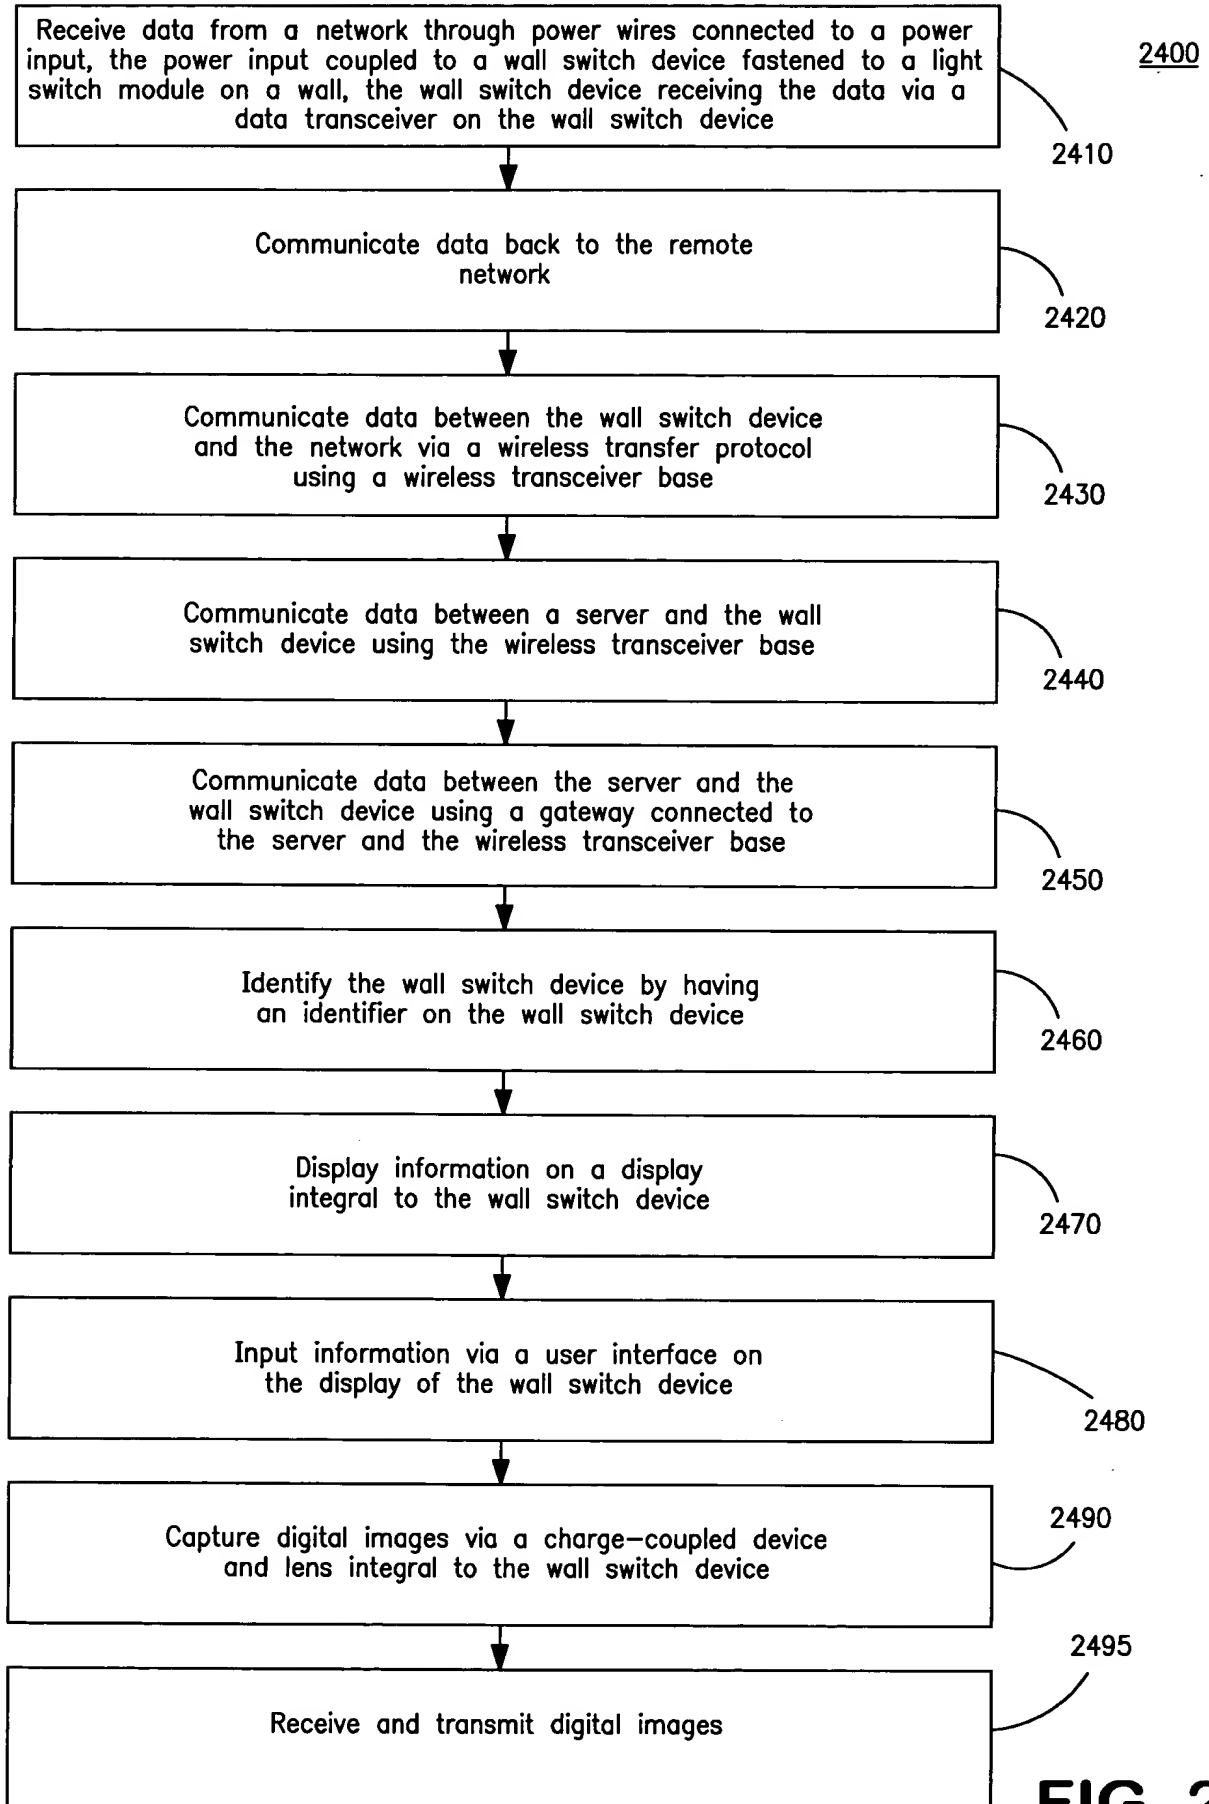 Receive data from a network through power wires connected to a power
input, the power input coupled to a wall switch device fastened to a light
switch module on a wall, the wall switch device receiving the data via a
data transceiver on the wall switch device
2400
2410
Communicate data back to the remote
network
2420
Communicate data between the wall switch device
and the network via a wireless transfer protocol
using a wireless transceiver base
2430
Communicate data between a server and the wall
switch device using the wireless transceiver base
2440
Communicate data between the server and the
wall switch device using a gateway connected to
the server and the wireless transceiver base
2450
Identify the wall switch device by having
an identifier on the wall switch device
2460
Display information on a display
integral to the wall switch device
2470
Input information via a user interface on
the display of the wall switch device
2480
Capture digital images via a charge-coupled device
and lens integral to the wall switch device
2490
Receive and transmit digital images
2495
FIG. 2